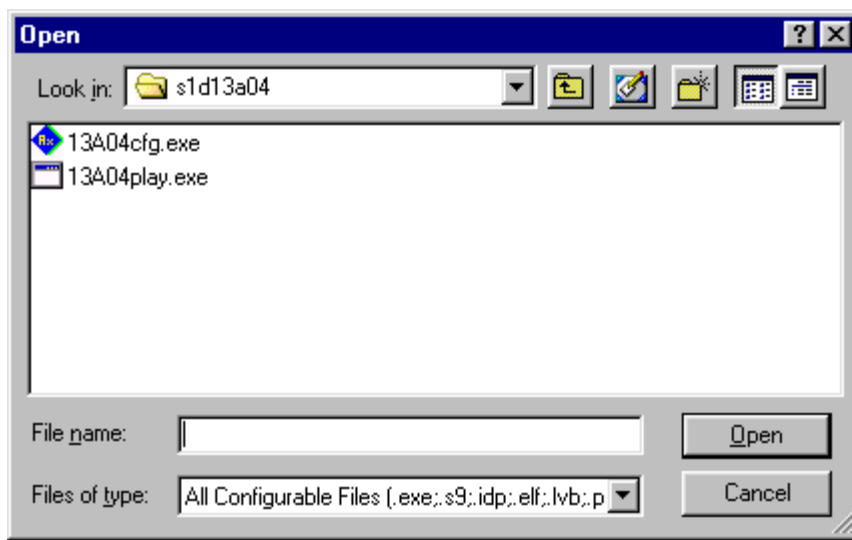 Open
Look in: s1d13a04
13A04cfg.exe
13A04play.exe
File name:
Open
Files of type: All Configurable Files (.exe;.s9;.idp;.elf;.lvb;.p
Cancel